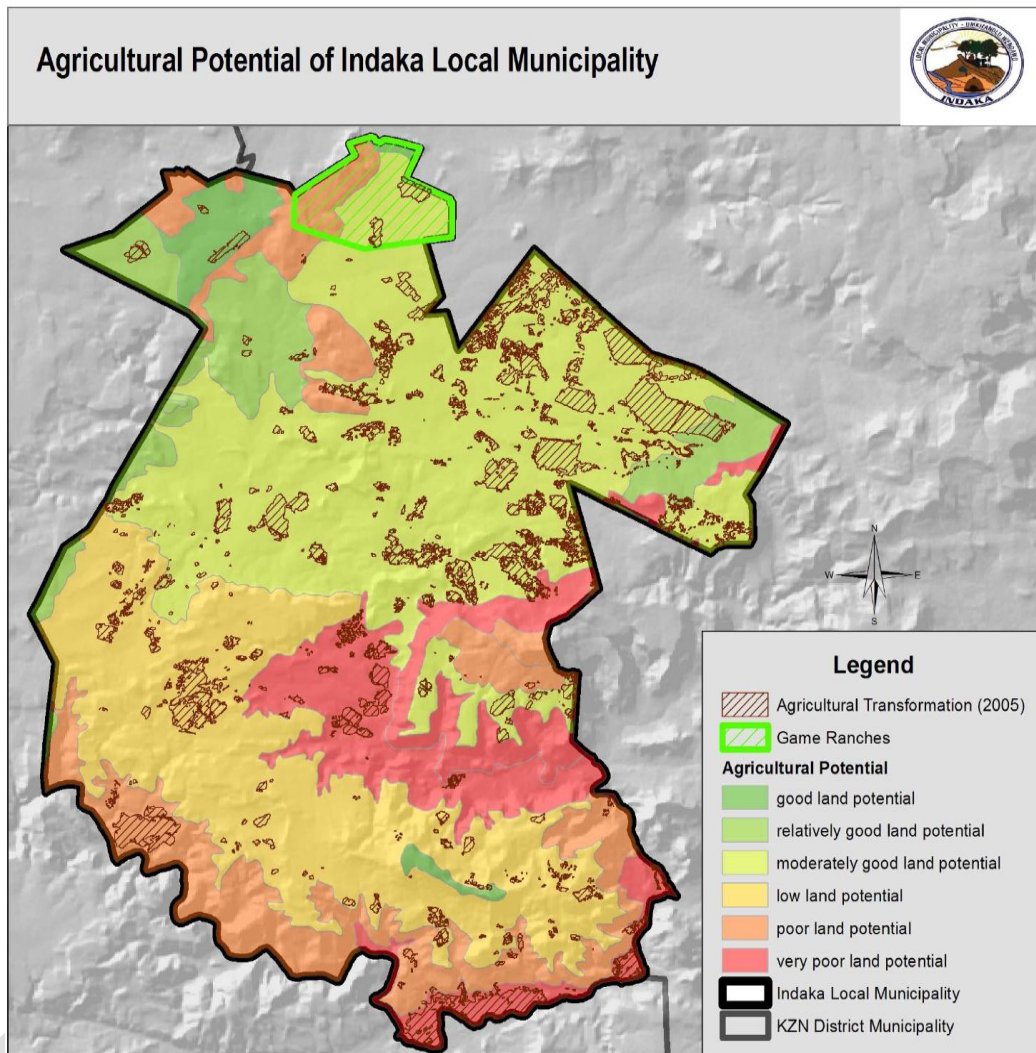 Agricultural Potential of Indaka Local Municipality
INDAKA
N
W E
S
Legend
Agricultural Transformation (2005)
Game Ranches
Agricultural Potential
good land potential
relatively good land potential
moderately good land potential
low land potential
poor land potential
very poor land potential
Indaka Local Municipality
KZN District Municipality